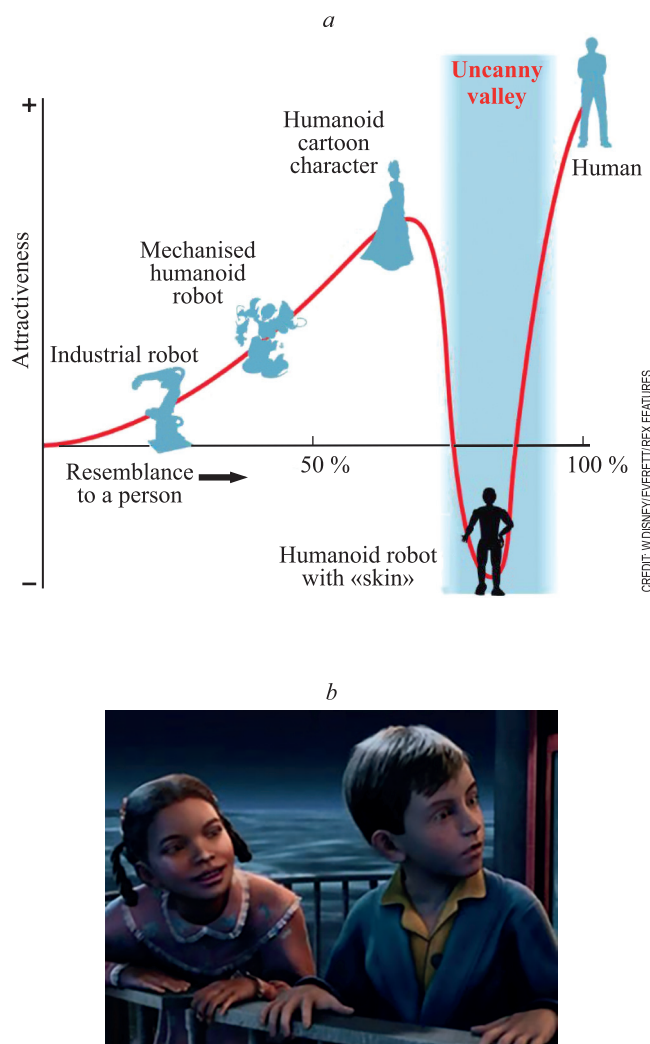 a
Uncanny
valley
+
Humanoid
cartoon
character
Human
Mechanised
humanoid
robot
Attractiveness
Industrial robot
CREDIT: W.DISNEY/EVERETT/REX FEATURES
50 %
100 %
Resemblance
to a person
Humanoid robot
with «skin»
−
b